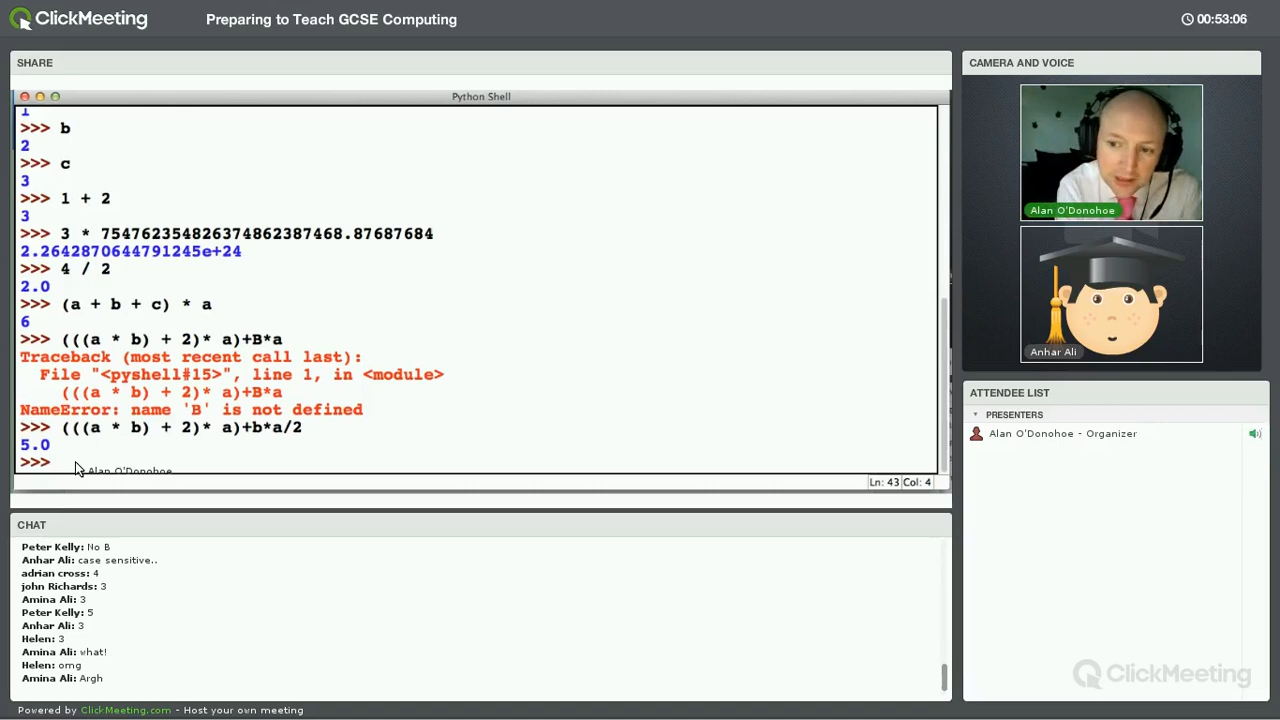 ClickMeeting
Preparing to Teach GCSE Computing
00:53:06
SHARE
Python Shell
1
>>> b
2
>>> c
3
>>> 1 + 2
3
>>> 3 * 754762354826374862387468.87687684
2.2642870644791245e+24
>>> 4 / 2
2.0
>>> (a + b + c) * a
6
>>> (((a * b) + 2)* a)+B*a
Traceback (most recent call last):
File "<pyshell#15>", line 1, in <module>
(((a * b) + 2)* a)+B*a
NameError: name 'B' is not defined
>>> (((a * b) + 2)* a)+b*a/2
5.0
>>>
Alan O'Donohoe
Ln: 43 Col: 4
CAMERA AND VOICE
Alan O'Donohoe
Anhar Ali
ATTENDEE LIST
PRESENTERS
Alan O'Donohoe - Organizer
CHAT
Peter Kelly: No B
Anhar Ali: case sensitive..
adrian cross: 4
john Richards: 3
Amina Ali: 3
Peter Kelly: 5
Anhar Ali: 3
Helen: 3
Amina Ali: what!
Helen: omg
Amina Ali: Argh
ClickMeeting
Powered by ClickMeeting.com - Host your own meeting